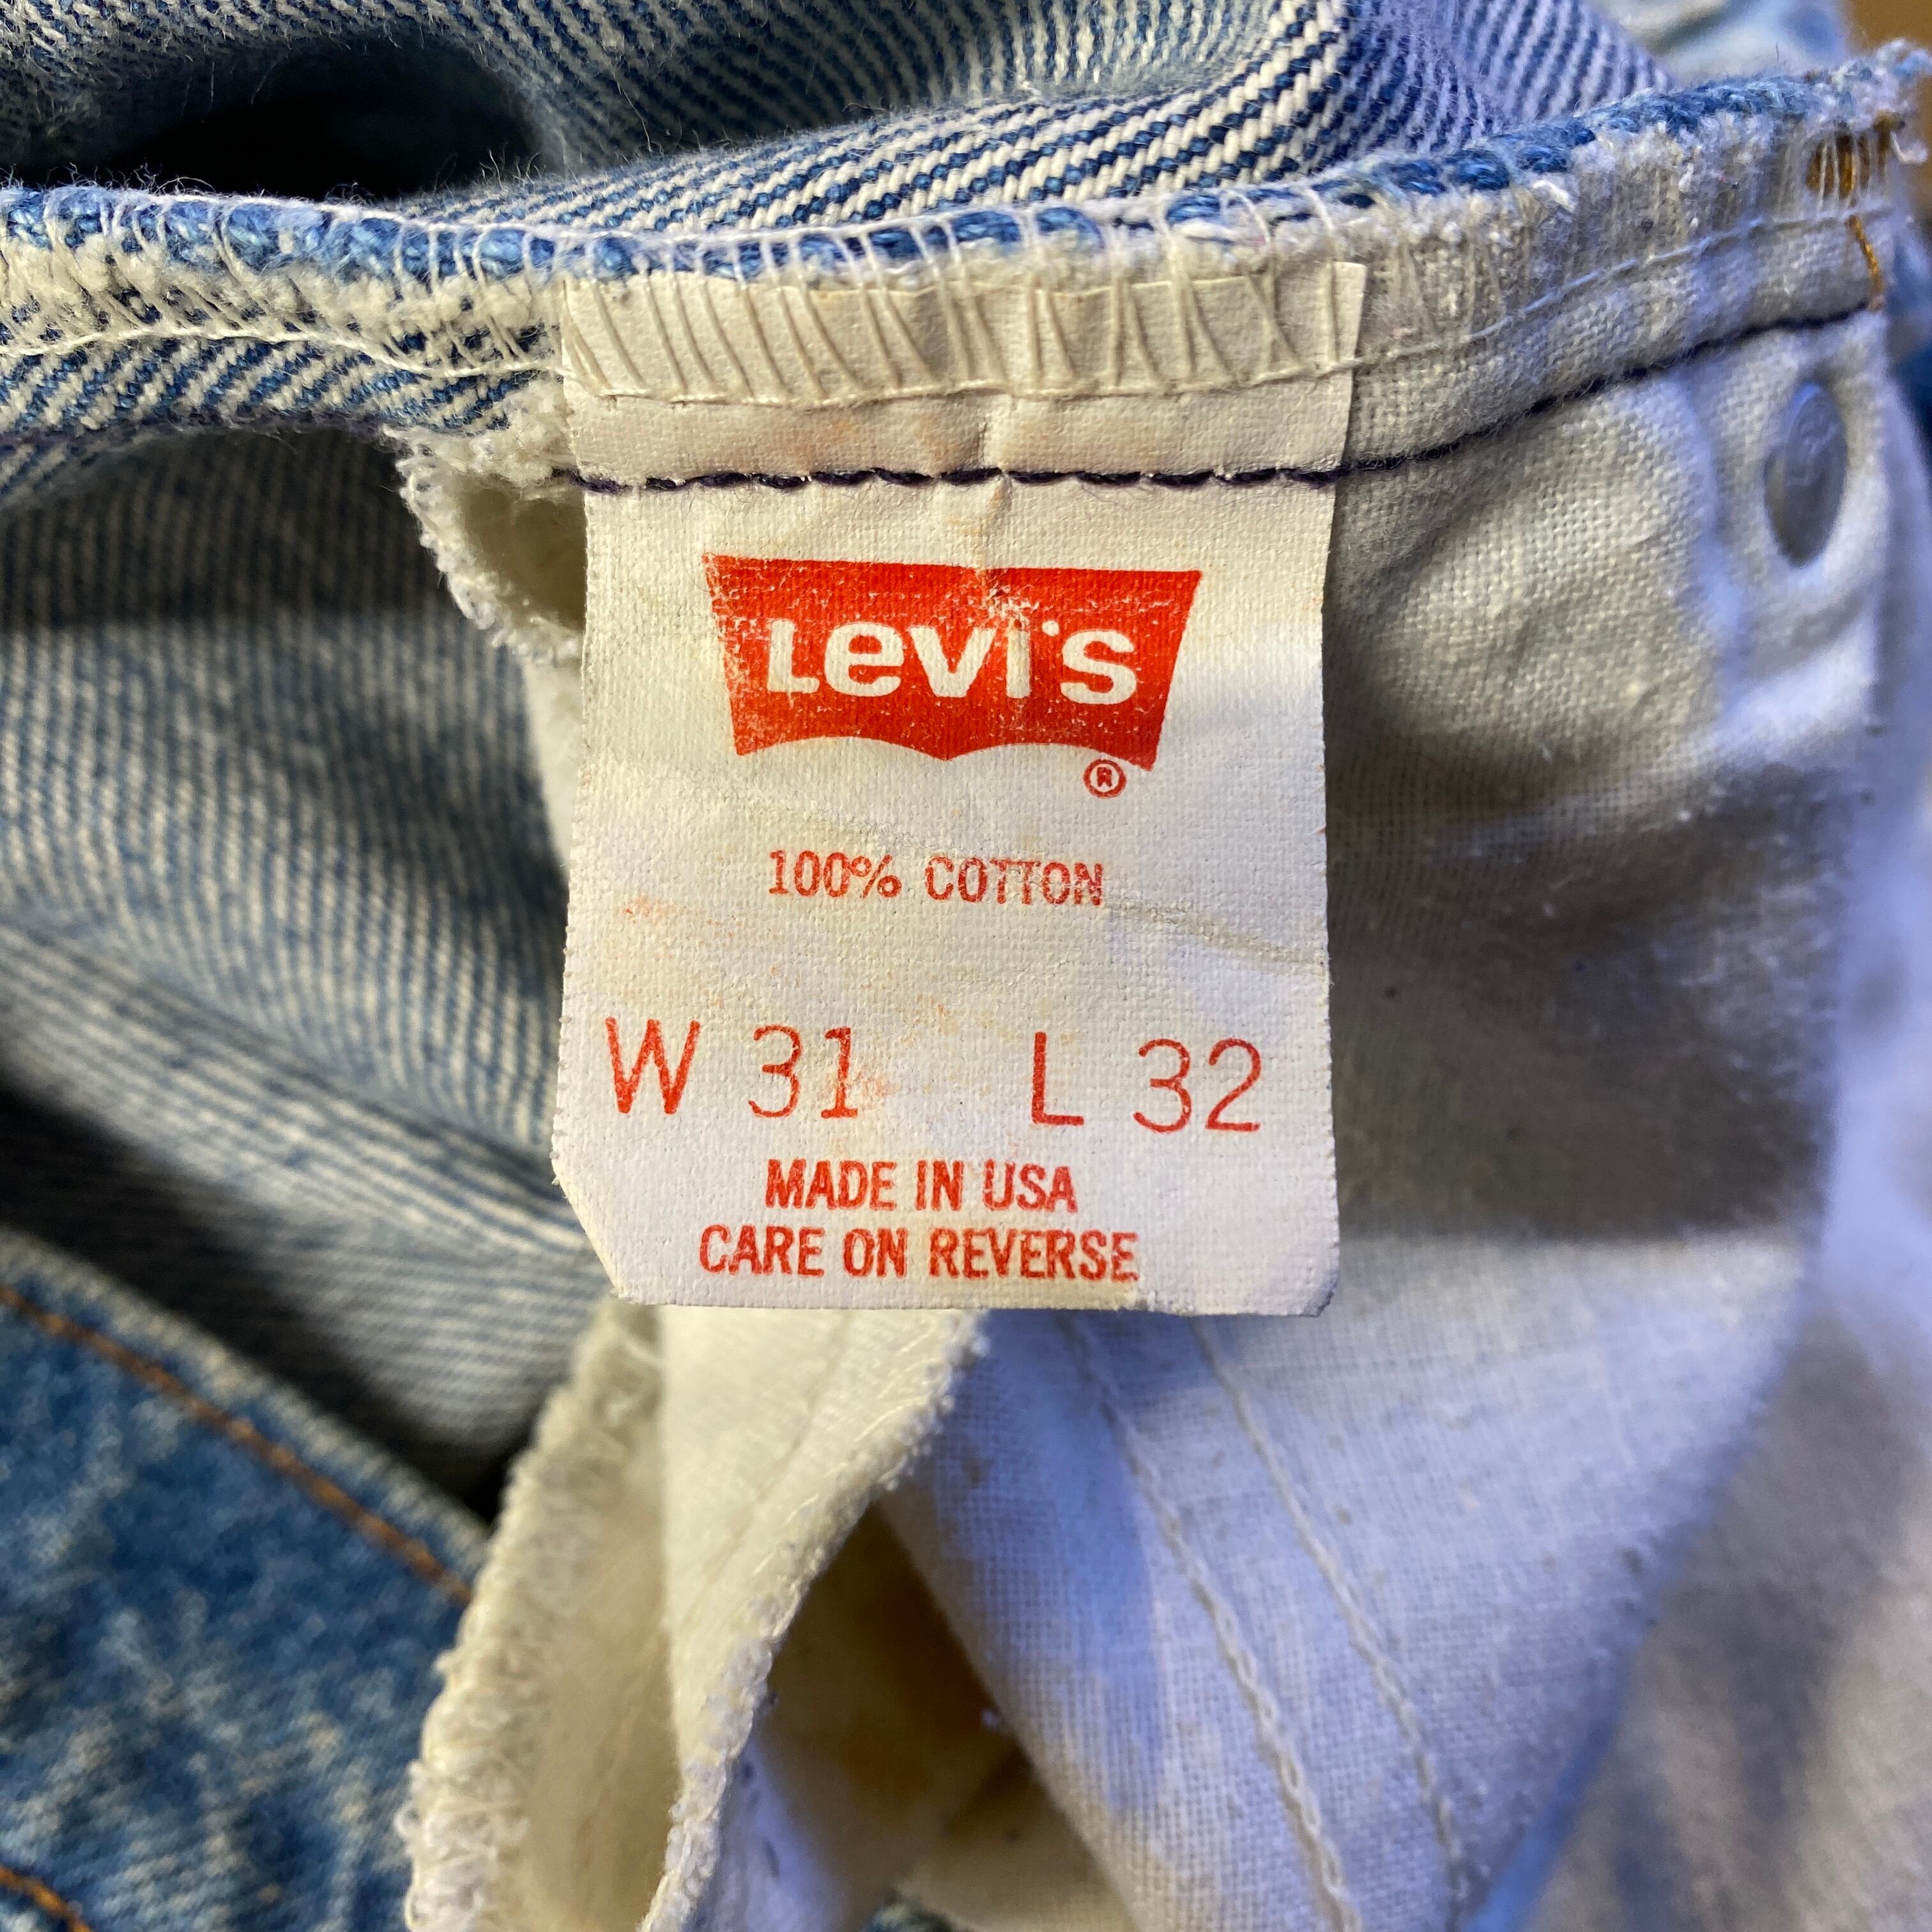 Levi's
®
100% COTTON
W 31 L 32
MADE IN USA
CARE ON REVERSE